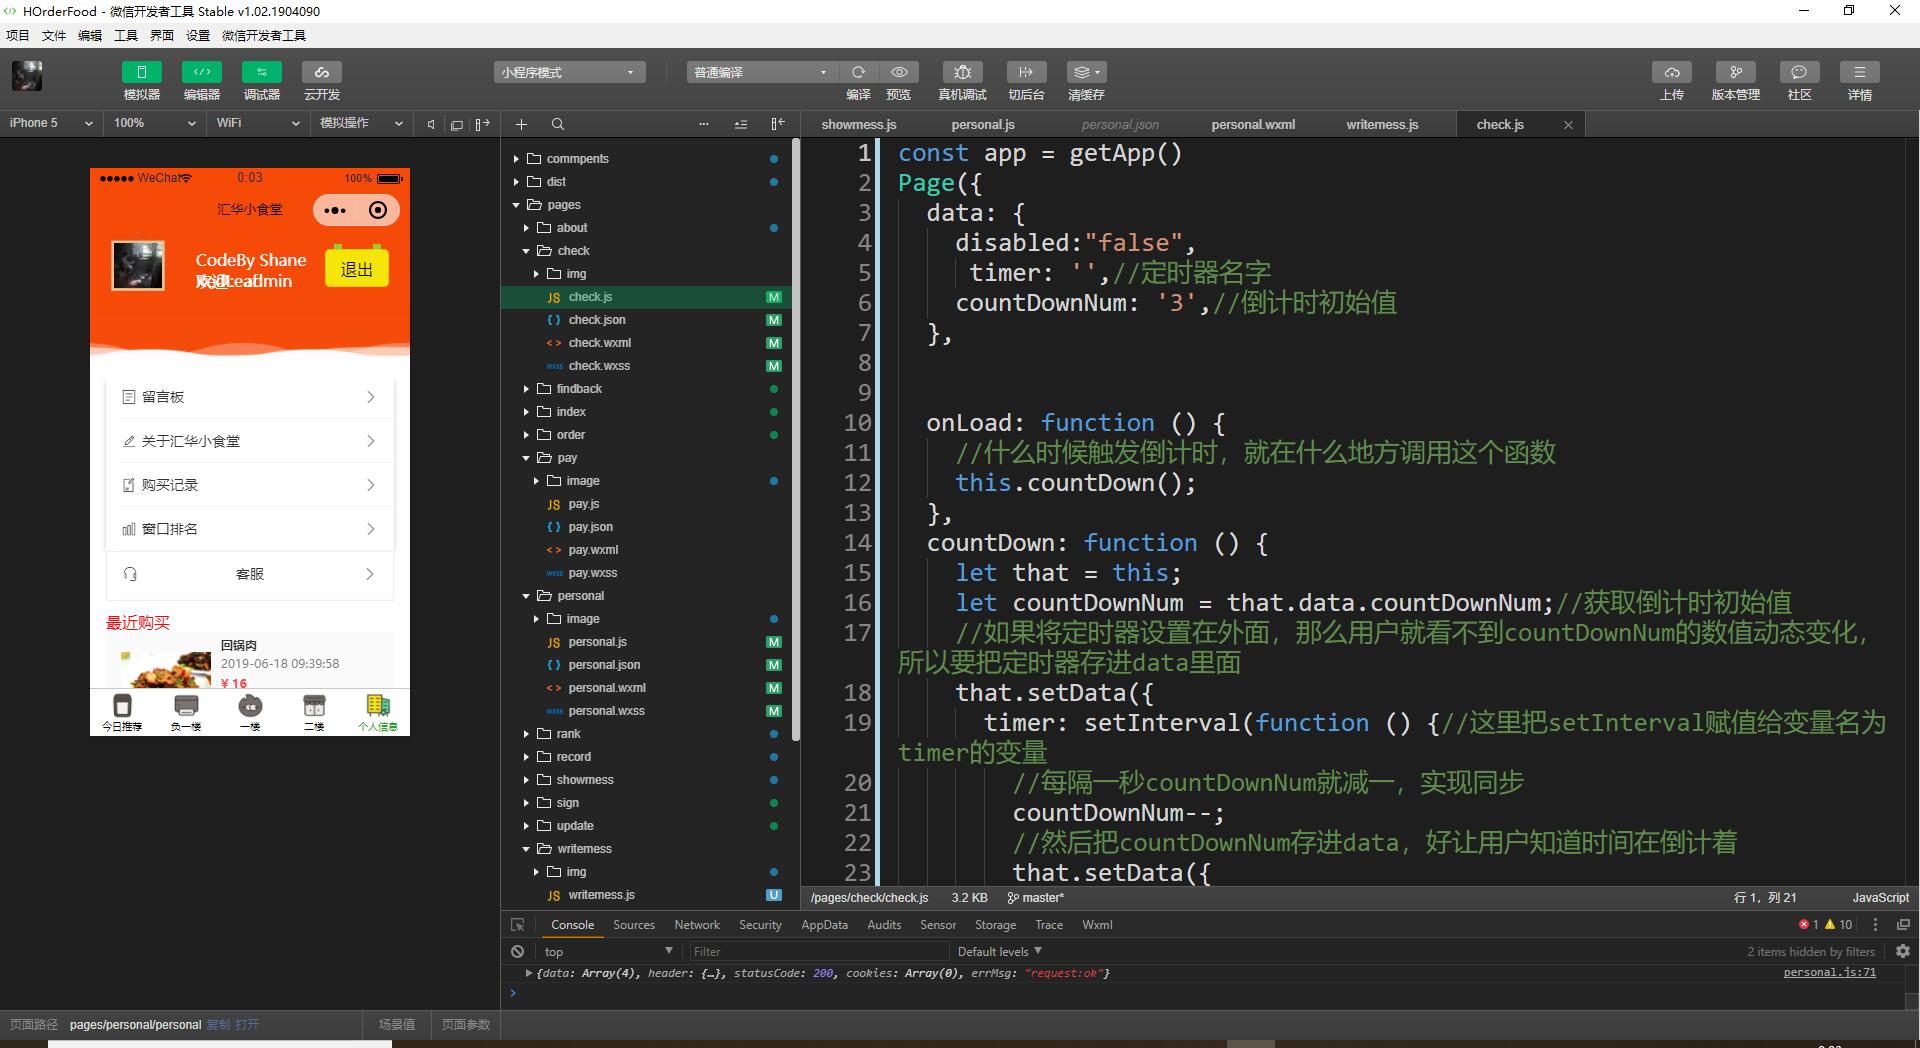 HOrderFood - 微信开发者工具 Stable v1.02.1904090
项目 文件 编辑 工具 界面 设置 微信开发者工具
模拟器 编辑器 调试器 云开发
小程序模式 普通编译
编译 预览 真机调试 切后台 清缓存
上传 版本管理 社区 详情
iPhone 5 100% WiFi 模拟操作
showmess.js personal.js personal.json personal.wxml writemess.js check.js
WeChat 0:03 100%
汇华小食堂
CodeBy Shane
退出
留言板
关于汇华小食堂
购买记录
窗口排名
客服
最近购买
回锅肉
2019-06-18 09:39:58
¥ 16
今日推荐 负一楼 一楼 二楼 个人信息
commpents
dist
pages
about
check
img
JS check.js M
{ } check.json M
< > check.wxml M
wxss check.wxss M
findback
index
order
pay
image
JS pay.js
{ } pay.json
< > pay.wxml
wxss pay.wxss
personal
image
JS personal.js M
{ } personal.json M
< > personal.wxml M
wxss personal.wxss M
rank
record
showmess
sign
update
writemess
img
JS writemess.js U
1 const app = getApp()
2 Page({
3 data: {
4 disabled:"false",
5 timer: '',//定时器名字
6 countDownNum: '3',//倒计时初始值
7 },
8
9
10 onLoad: function () {
11 //什么时候触发倒计时，就在什么地方调用这个函数
12 this.countDown();
13 },
14 countDown: function () {
15 let that = this;
16 let countDownNum = that.data.countDownNum;//获取倒计时初始值
17 //如果将定时器设置在外面，那么用户就看不到countDownNum的数值动态变化，
所以要把定时器存进data里面
18 that.setData({
19 timer: setInterval(function () {//这里把setInterval赋值给变量名为
timer的变量
20 //每隔一秒countDownNum就减一，实现同步
21 countDownNum--;
22 //然后把countDownNum存进data，好让用户知道时间在倒计着
23 that.setData({
/pages/check/check.js 3.2 KB master* 行 1，列 21 JavaScript
Console Sources Network Security AppData Audits Sensor Storage Trace Wxml 1 10
top Filter Default levels 2 items hidden by filters
{data: Array(4), header: {…}, statusCode: 200, cookies: Array(0), errMsg: "request:ok"} personal.js:71
页面路径 pages/personal/personal 复制 打开 场景值 页面参数